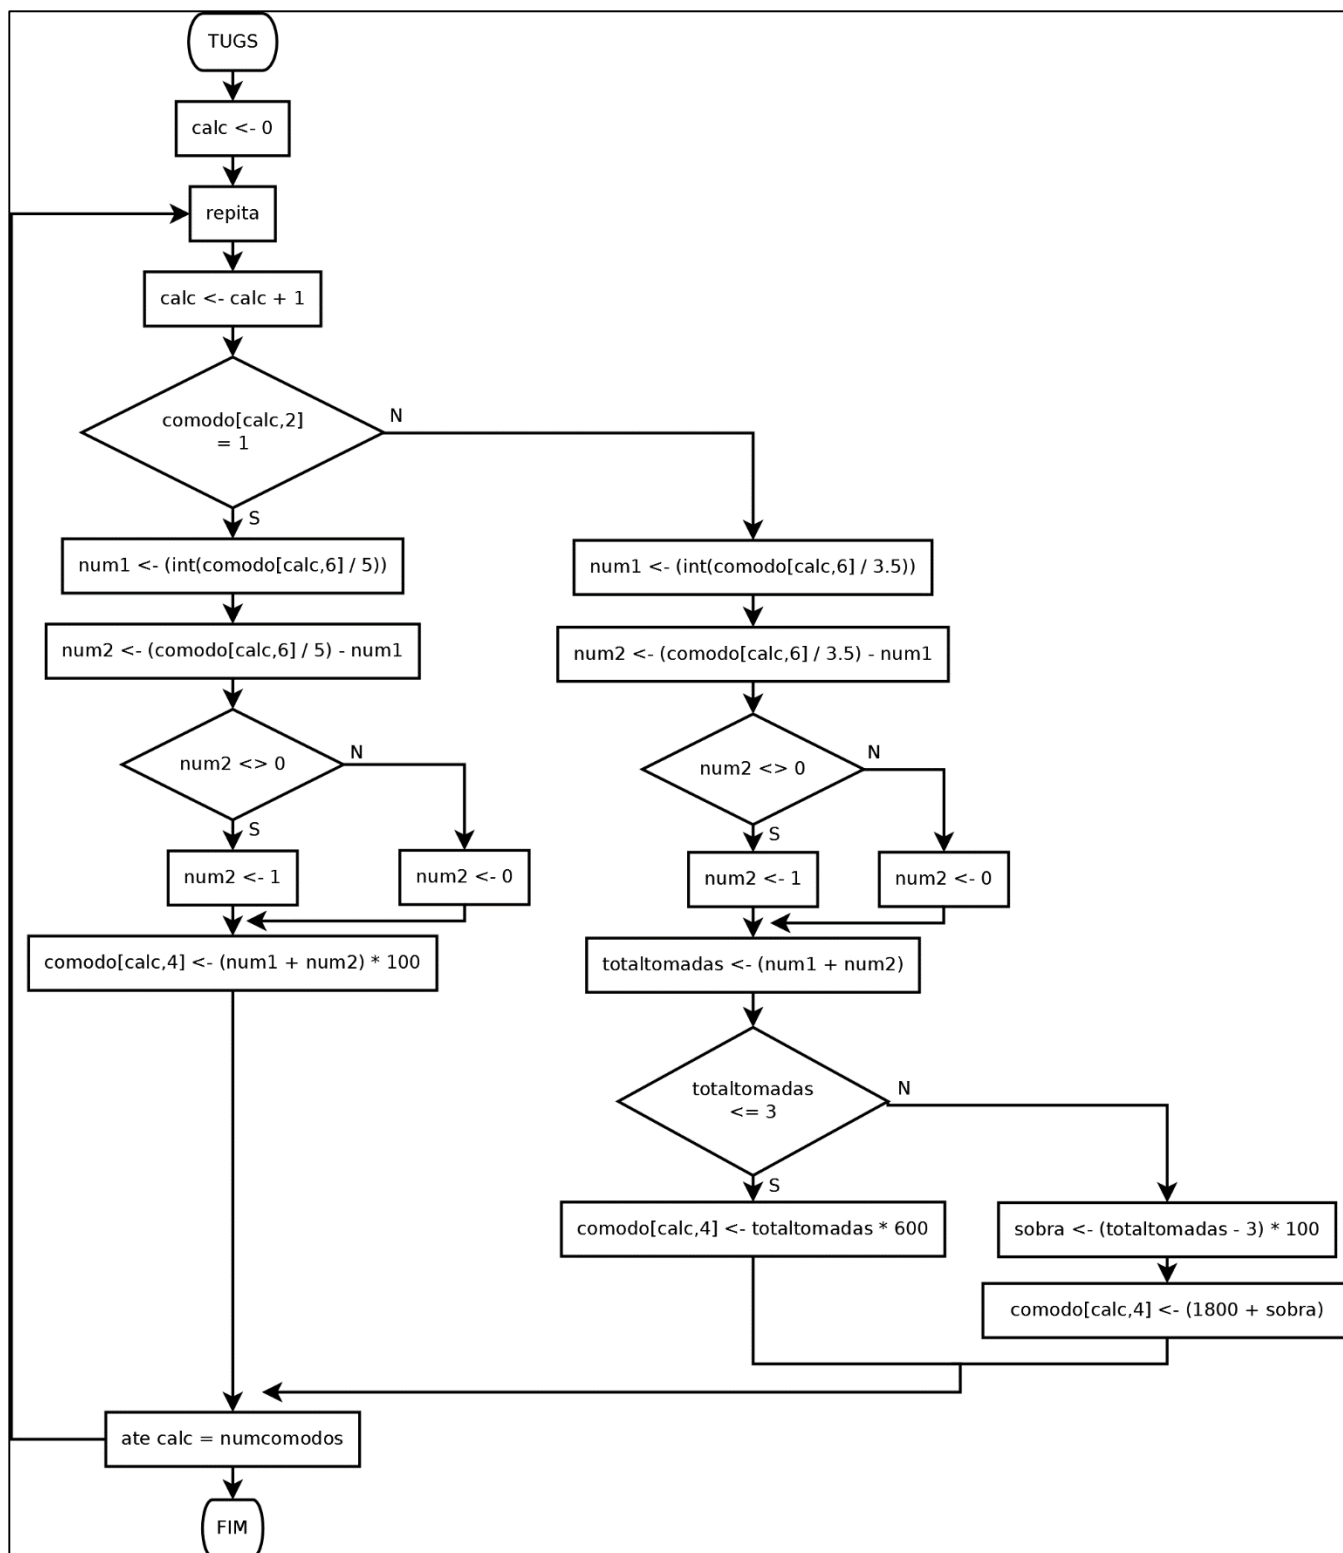 TUGS
calc <- 0
repita
calc <- calc + 1
comodo[calc,2]
= 1
N
S
num1 <- (int(comodo[calc,6] / 5))
num2 <- (comodo[calc,6] / 5) - num1
num2 <> 0
N
S
num2 <- 1
num2 <- 0
comodo[calc,4] <- (num1 + num2) * 100
num1 <- (int(comodo[calc,6] / 3.5))
num2 <- (comodo[calc,6] / 3.5) - num1
num2 <> 0
N
S
num2 <- 1
num2 <- 0
totaltomadas <- (num1 + num2)
totaltomadas
<= 3
N
S
comodo[calc,4] <- totaltomadas * 600
sobra <- (totaltomadas - 3) * 100
comodo[calc,4] <- (1800 + sobra)
ate calc = numcomodos
FIM